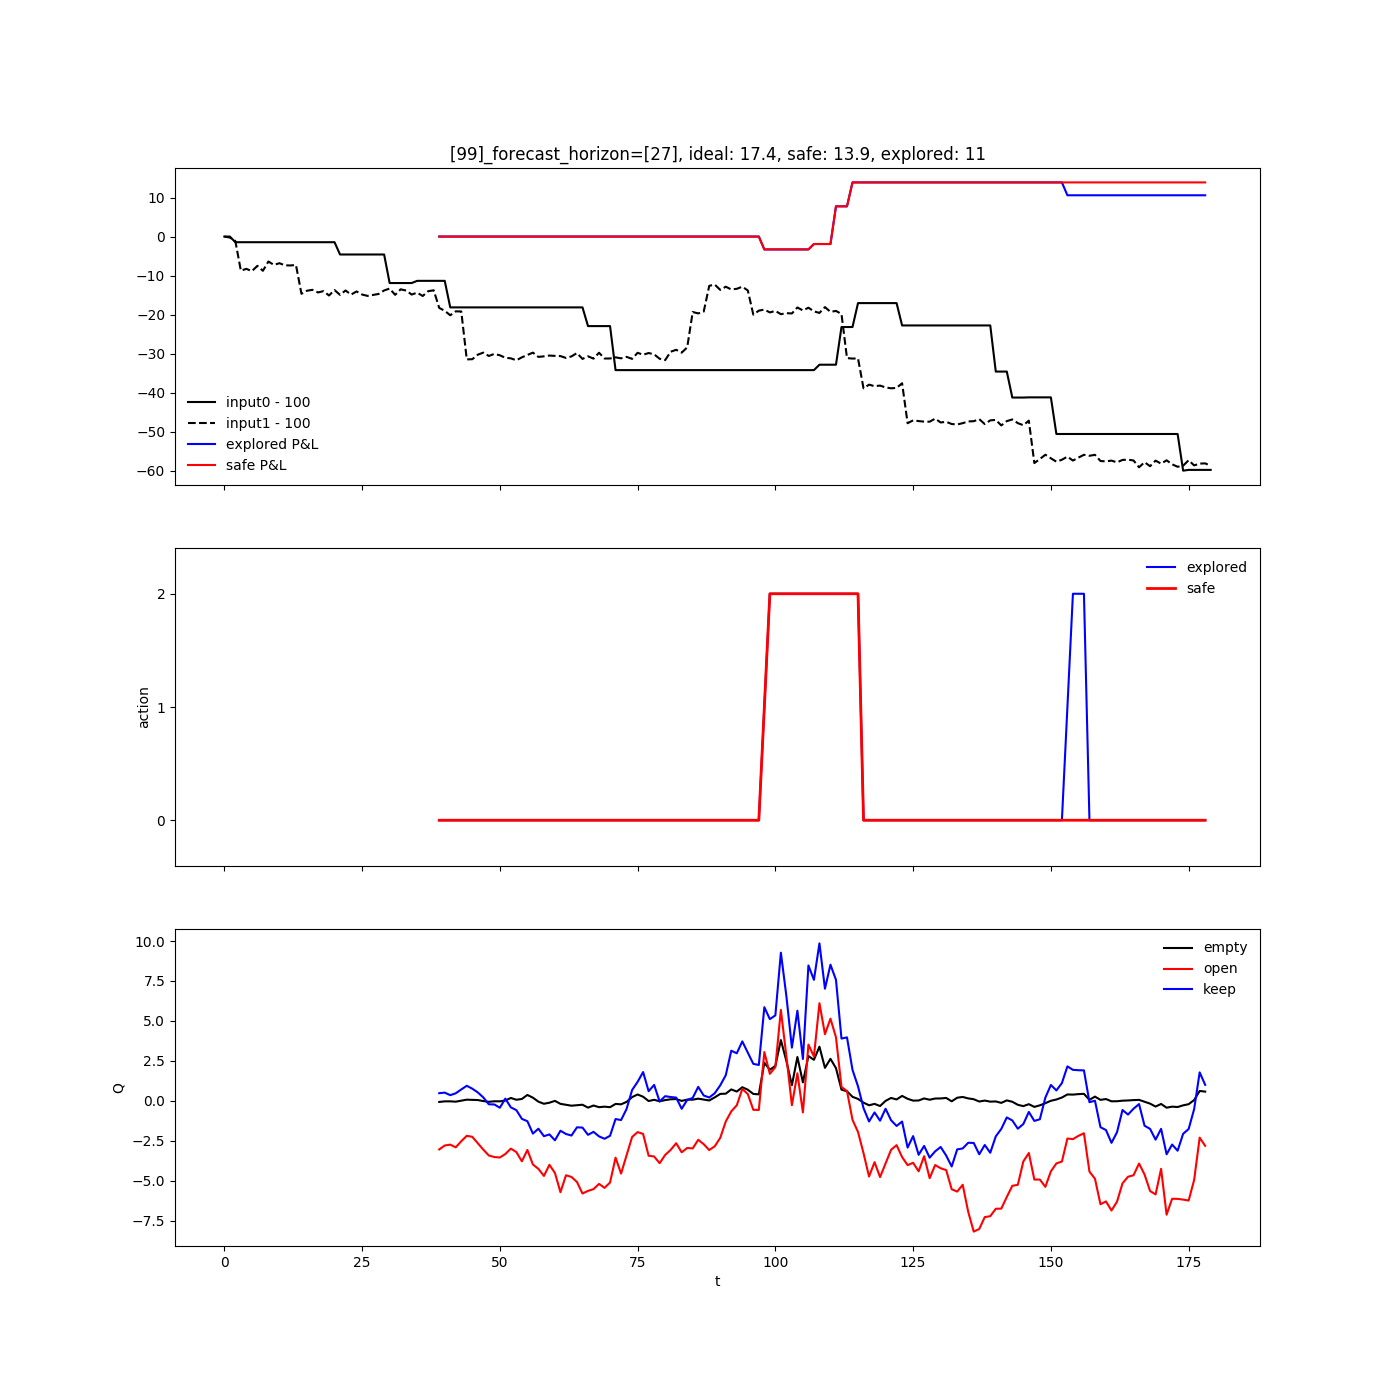 [99]_forecast_horizon=[27], ideal: 17.4, safe: 13.9, explored: 11
10
0
−10
−20
−30
−40
−50
−60
input0 - 100
input1 - 100
explored P&L
safe P&L
2
1
0
action
explored
safe
10.0
7.5
5.0
2.5
0.0
−2.5
−5.0
−7.5
Q
empty
open
keep
0 25 50 75 100 125 150 175
t